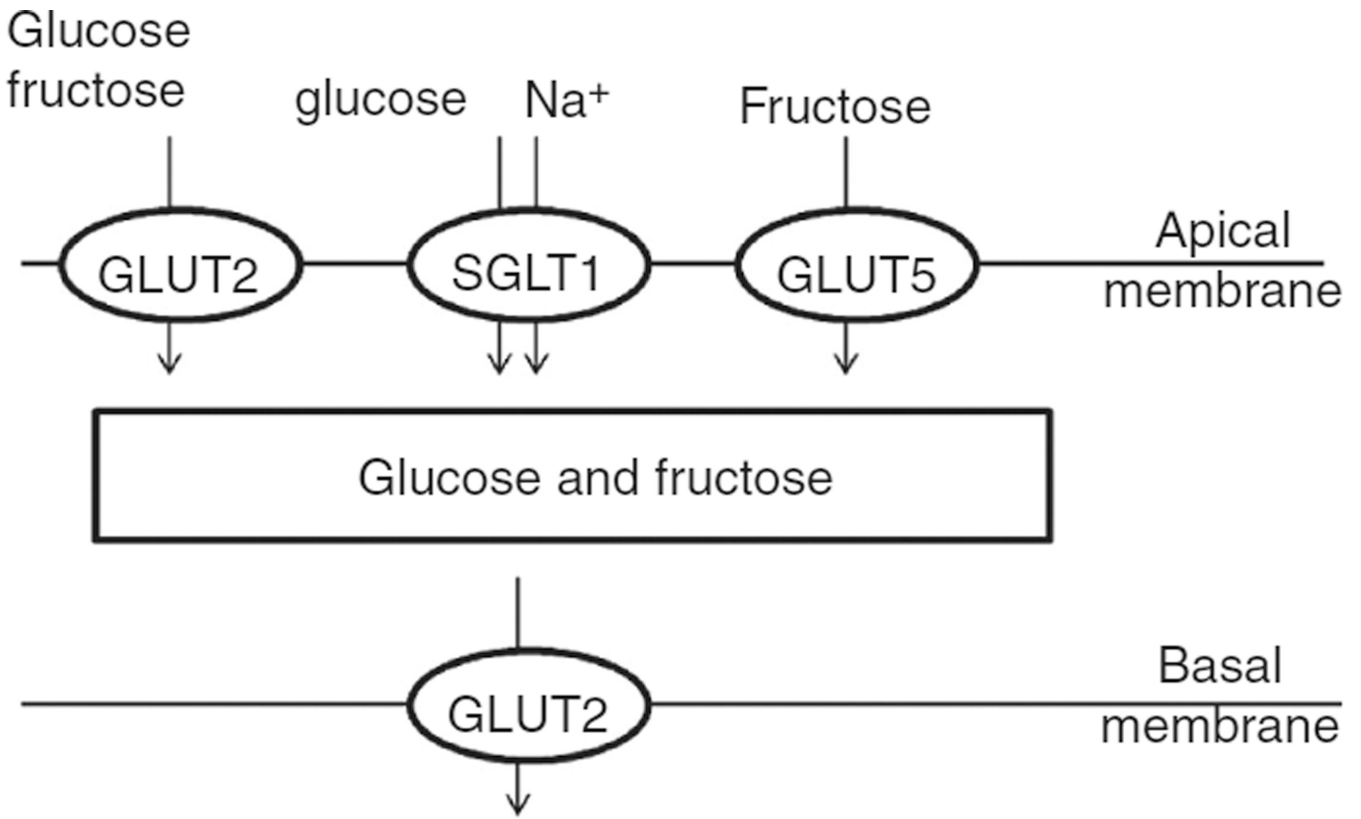 Glucose
fructose
glucose
Na⁺
Fructose
GLUT2
SGLT1
GLUT5
Apical
membrane
Glucose and fructose
GLUT2
Basal
membrane